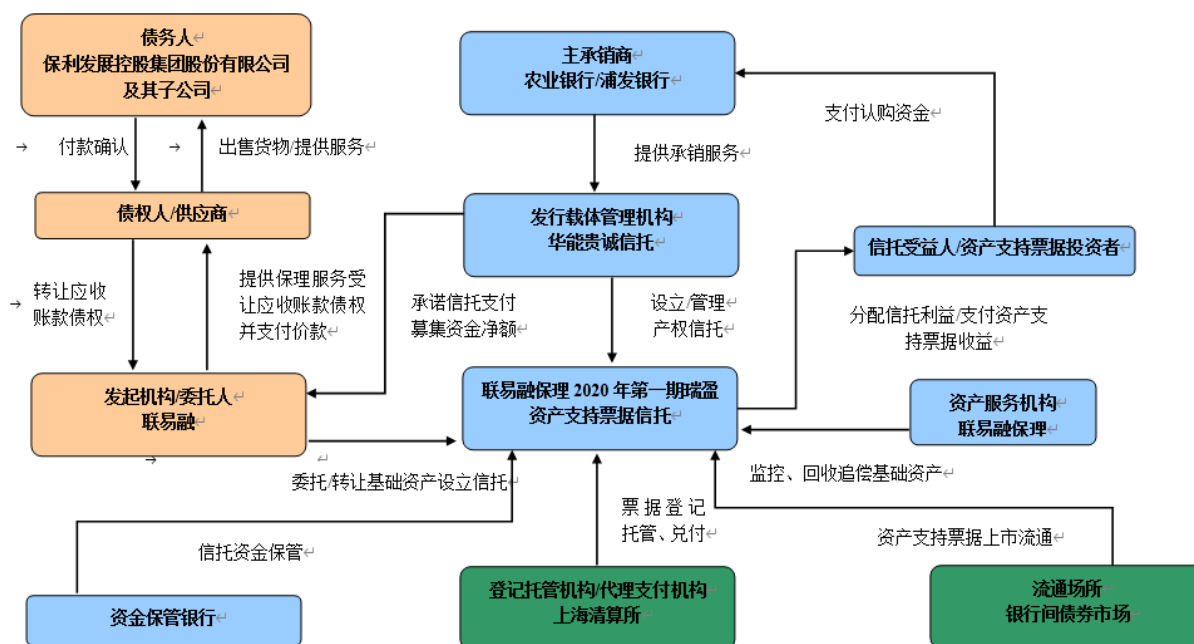 债务人
保利发展控股集团股份有限公司
及其子公司
主承销商
农业银行/浦发银行
付款确认
出售货物/提供服务
提供承销服务
支付认购资金
债权人/供应商
发行载体管理机构
华能贵诚信托
信托受益人/资产支持票据投资者
转让应收
账款债权
提供保理服务受
让应收账款债权
并支付价款
承诺信托支付
募集资金净额
设立/管理
产权信托
分配信托利益/支付资产支
持票据收益
发起机构/委托人
联易融
联易融保理 2020 年第一期瑞盈
资产支持票据信托
资产服务机构
联易融保理
委托/转让基础资产设立信托
监控、回收追偿基础资产
信托资金保管
票据登记
托管、兑付
资产支持票据上市流通
资金保管银行
登记托管机构/代理支付机构
上海清算所
流通场所
银行间债券市场